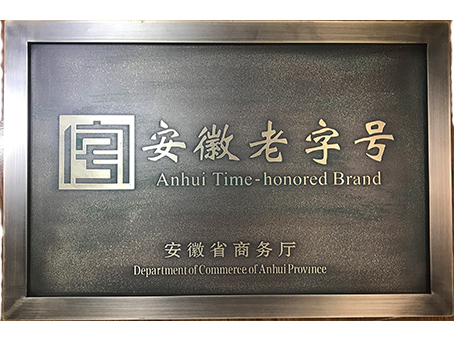 安徽老字号
Anhui Time-honored Brand
安徽省商务厅
Department of Commerce of Anhui Province